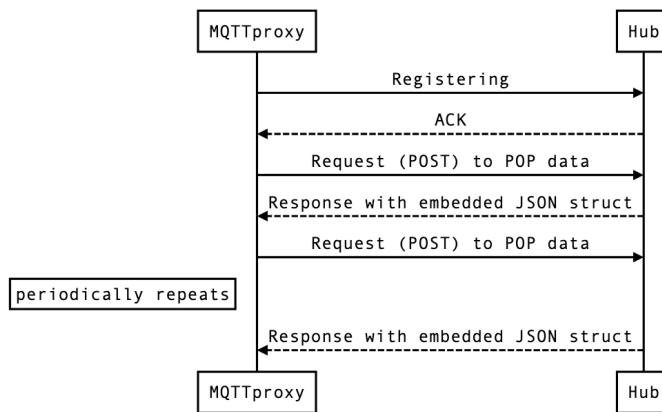 MQTTproxy
Hub
Registering
ACK
Request (POST) to POP data
Response with embedded JSON struct
Request (POST) to POP data
periodically repeats
Response with embedded JSON struct
MQTTproxy
Hub